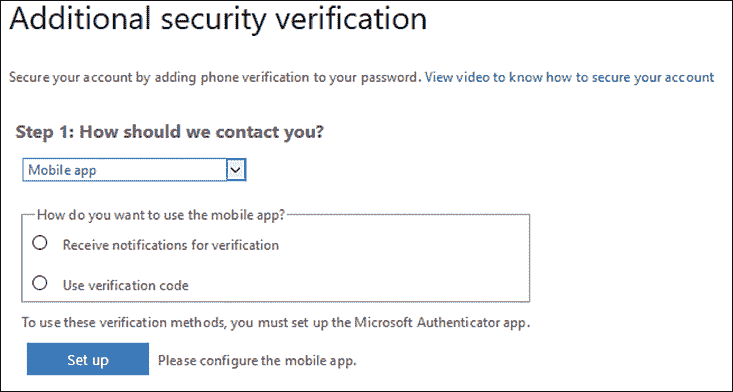 Additional security verification
Secure your account by adding phone verification to your password. View video to know how to secure your account
Step 1: How should we contact you?
Mobile app
How do you want to use the mobile app?
Receive notifications for verification
Use verification code
To use these verification methods, you must set up the Microsoft Authenticator app.
Set up Please configure the mobile app.